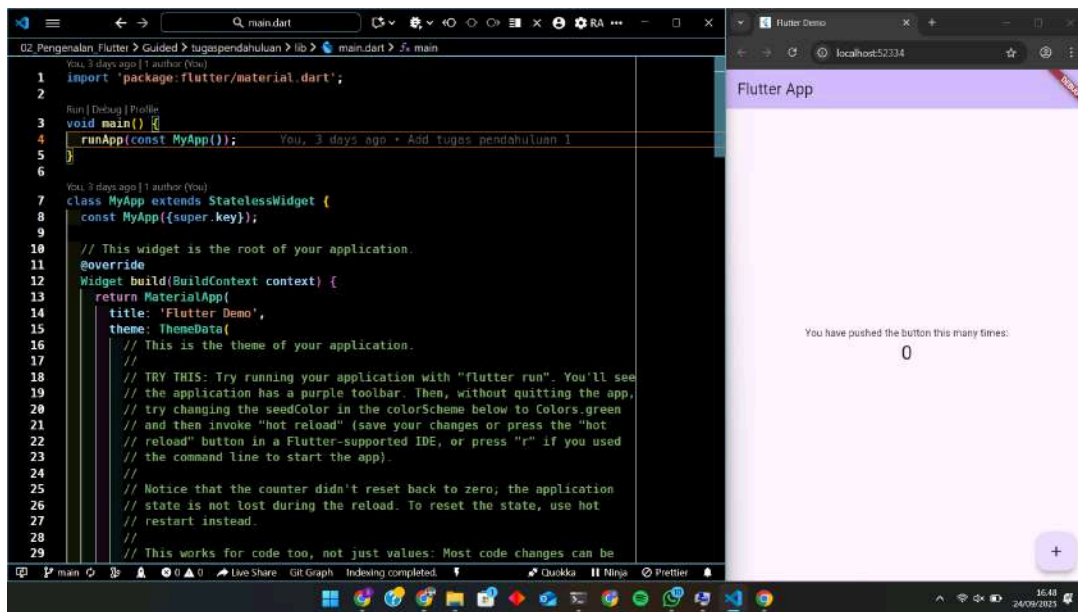 main.dart
RA ...
02_Pengenalan_Flutter > Guided > tugaspendahuluan > lib > main.dart > main
You, 3 days ago | 1 author (You)
1 import 'package:flutter/material.dart';
2
Run | Debug | Profile
3 void main() {
4 runApp(const MyApp()); You, 3 days ago • Add tugas pendahuluan 1
5 }
6
You, 3 days ago | 1 author (You)
7 class MyApp extends StatelessWidget {
8 const MyApp({super.key});
9
10 // This widget is the root of your application.
11 @override
12 Widget build(BuildContext context) {
13 return MaterialApp(
14 title: 'Flutter Demo',
15 theme: ThemeData(
16 // This is the theme of your application.
17 //
18 // TRY THIS: Try running your application with "flutter run". You'll see
19 // the application has a purple toolbar. Then, without quitting the app,
20 // try changing the seedColor in the colorScheme below to Colors.green
21 // and then invoke "hot reload" (save your changes or press the "hot
22 // reload" button in a Flutter-supported IDE, or press "r" if you used
23 // the command line to start the app).
24 //
25 // Notice that the counter didn't reset back to zero; the application
26 // state is not lost during the reload. To reset the state, use hot
27 // restart instead.
28 //
29 // This works for code too, not just values: Most code changes can be
main 0 0 Live Share Git Graph Indexing completed. Quokka Ninja Prettier
Flutter Demo
localhost:52334
Flutter App
DEBUG
You have pushed the button this many times:
0
+
16.48
24/09/2025